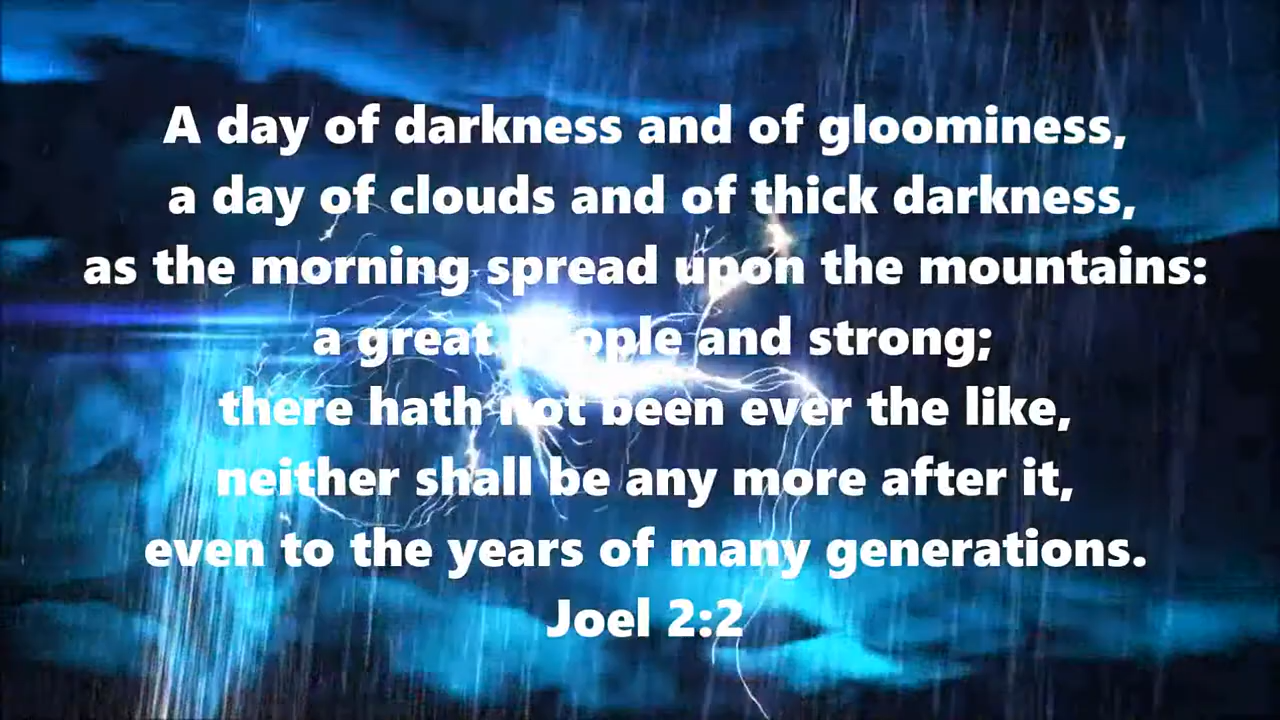 A day of darkness and of gloominess,
a day of clouds and of thick darkness,
as the morning spread upon the mountains:
a great people and strong;
there hath not been ever the like,
neither shall be any more after it,
even to the years of many generations.
Joel 2:2